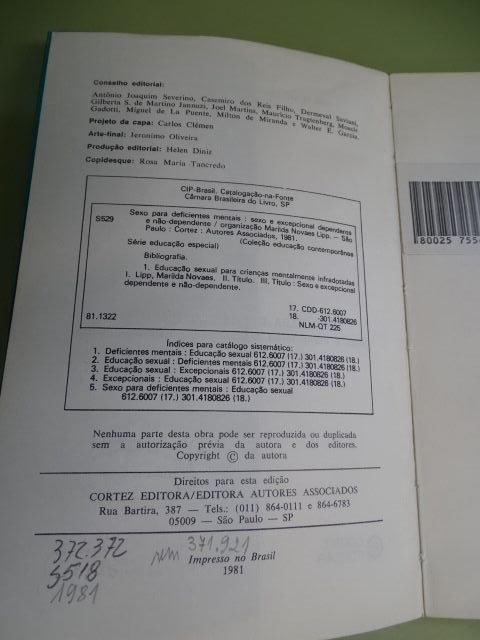 Conselho editorial:
Antônio Joaquim Severino, Casemiro dos Reis Filho, Dermeval Saviani,
Gilberta S. de Martino Jannuzi, Joel Martins, Maurício Tragtenberg, Moacir
Gadotti, Miguel de La Puente, Milton de Miranda e Walter E. Garcia.
Projeto da capa: Carlos Clémen
Arte-final: Jeronimo Oliveira
Produção editorial: Helen Diniz
Copidesque: Rosa Maria Tancredo
CIP-Brasil. Catalogação-na-Fonte
Câmara Brasileira do Livro, SP
S529 Sexo para deficientes mentais : sexo e excepcional dependente
e não-dependente / organização Marilda Novaes Lipp. — São
Paulo : Cortez : Autores Associados, 1981.
(Coleção educação contemporânea
Série educação especial)
Bibliografia.
1. Educação sexual para crianças mentalmente infradotadas
I. Lipp, Marilda Novaes. II. Título. III. Título : Sexo e excepcional
dependente e não-dependente.
17. CDD-612.6007
18. -301.4180826
81.1322 NLM-QT 225
Índices para catálogo sistemático:
1. Deficientes mentais : Educação sexual 612.6007 (17.) 301.4180826 (18.)
2. Educação sexual : Deficientes mentais 612.6007 (17.) 301.4180826 (18.)
3. Educação sexual : Excepcionais 612.6007 (17.) 301.4180826 (18.)
4. Excepcionais : Educação sexual 612.6007 (17.) 301.4180826 (18.)
5. Sexo para deficientes mentais : Educação sexual
612.6007 (17.) 301.4180826 (18.)
Nenhuma parte desta obra pode ser reproduzida ou duplicada
sem a autorização prévia da autora e dos editores.
Copyright © da autora
Direitos para esta edição
CORTEZ EDITORA/EDITORA AUTORES ASSOCIADOS
Rua Bartira, 387 — Tels.: (011) 864-0111 e 864-6783
05009 — São Paulo — SP
Impresso no Brasil
1981
372.372
S518
1981
371.921
80025 755